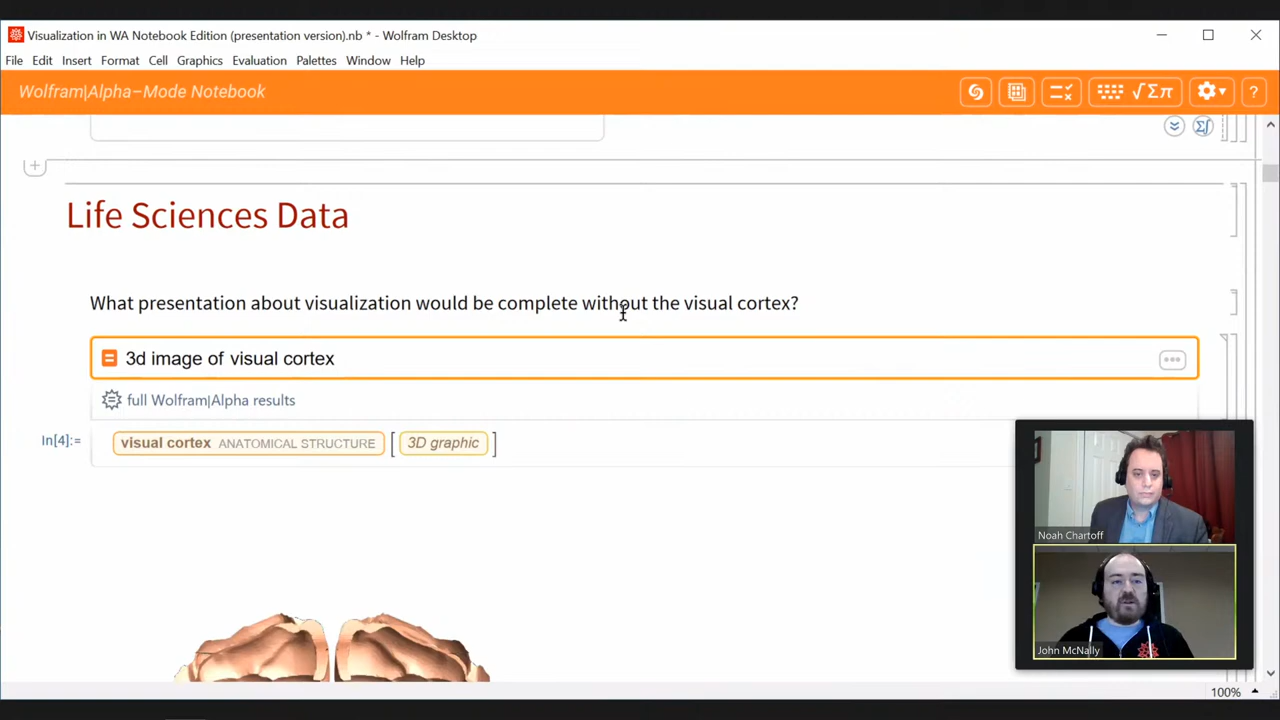 Visualization in WA Notebook Edition (presentation version).nb * - Wolfram Desktop
File Edit Insert Format Cell Graphics Evaluation Palettes Window Help
Wolfram|Alpha–Mode Notebook
√Σπ
?
Σ∫
Life Sciences Data
What presentation about visualization would be complete without the visual cortex?
3d image of visual cortex
full Wolfram|Alpha results
In[4]:= visual cortex ANATOMICAL STRUCTURE [ 3D graphic ]
Noah Chartoff
John McNally
100%